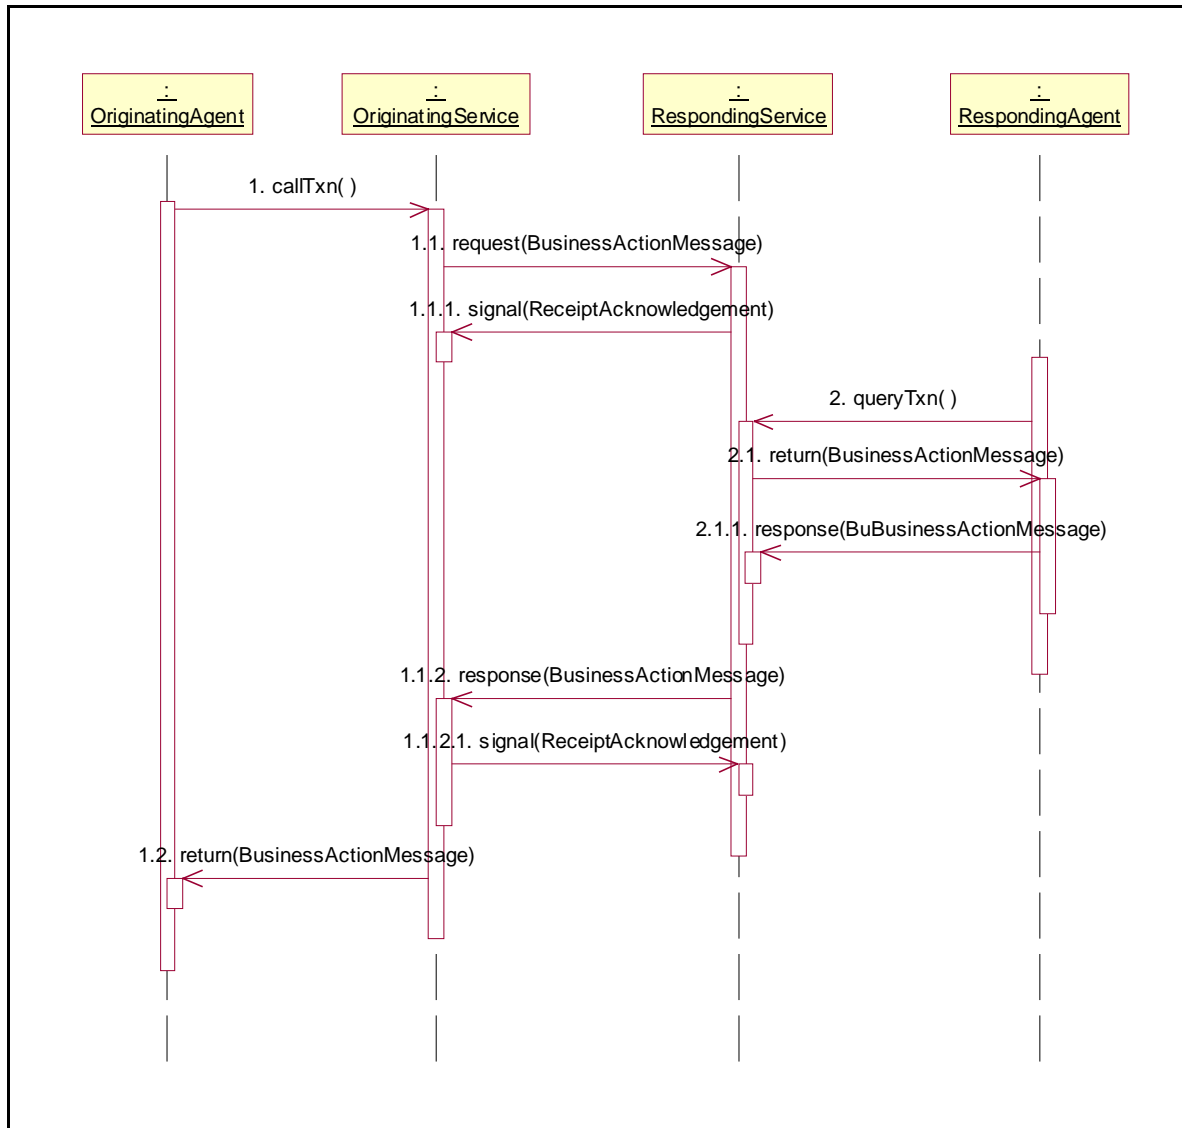 :
OriginatingAgent
:
OriginatingService
:
RespondingService
:
RespondingAgent
1. callTxn( )
1.1. request(BusinessActionMessage)
1.1.1. signal(ReceiptAcknowledgement)
2. queryTxn( )
2.1. return(BusinessActionMessage)
2.1.1. response(BuBusinessActionMessage)
1.1.2. response(BusinessActionMessage)
1.1.2.1. signal(ReceiptAcknowledgement)
1.2. return(BusinessActionMessage)